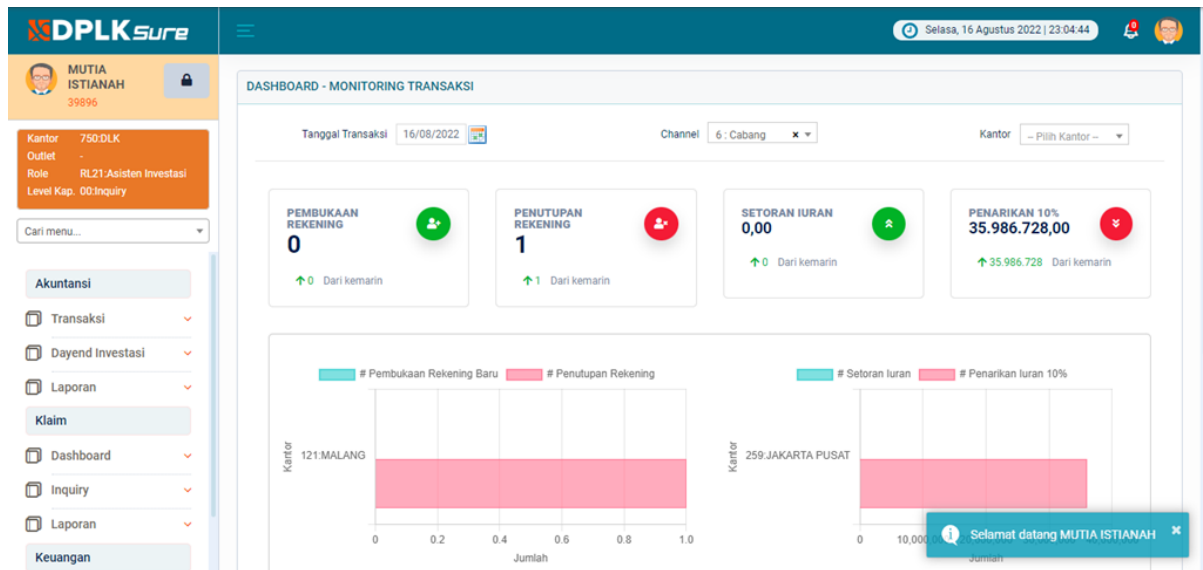 DPLKSure
Selasa, 16 Agustus 2022 | 23:04:44
MUTIA
ISTIANAH
39896
Kantor 750:DLK
Outlet -
Role RL21:Asisten Investasi
Level Kap. 00:Inquiry
Cari menu...
Akuntansi
Transaksi
Dayend Investasi
Laporan
Klaim
Dashboard
Inquiry
Laporan
Keuangan
DASHBOARD - MONITORING TRANSAKSI
Tanggal Transaksi 16/08/2022 Channel 6 : Cabang x Kantor -- Pilih Kantor --
PEMBUKAAN
REKENING
0
0 Dari kemarin
PENUTUPAN
REKENING
1
1 Dari kemarin
SETORAN IURAN
0,00
0 Dari kemarin
PENARIKAN 10%
35.986.728,00
35.986.728 Dari kemarin
# Pembukaan Rekening Baru # Penutupan Rekening
Kantor
121:MALANG
0 0.2 0.4 0.6 0.8 1.0
Jumlah
# Setoran Iuran # Penarikan Iuran 10%
Kantor
259:JAKARTA PUSAT
0
Jumlah
Selamat datang MUTIA ISTIANAH ×